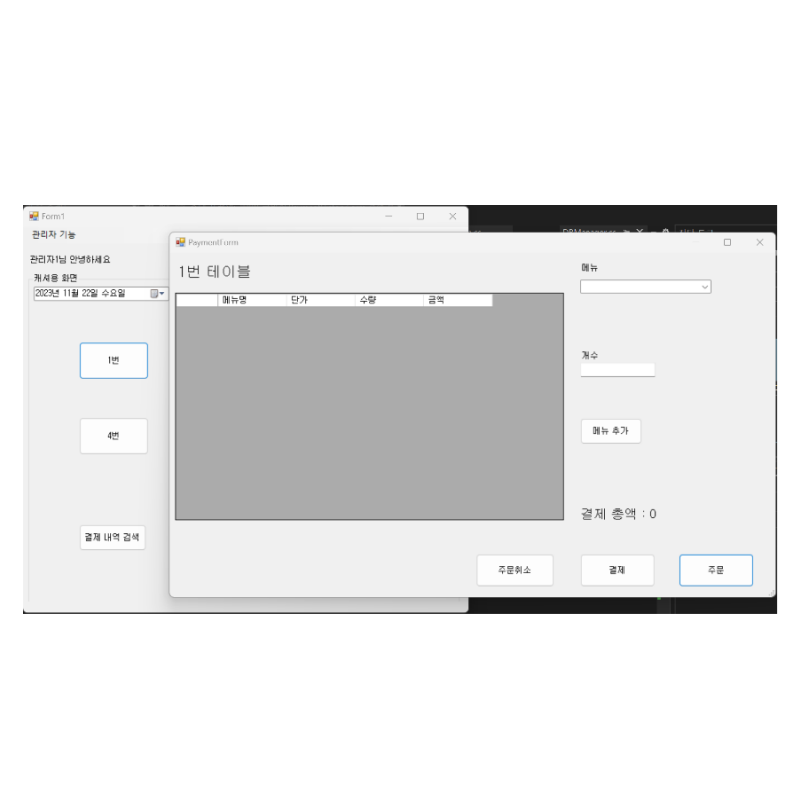 Form1
관리자 기능
관리자1님 안녕하세요
캐셔용 화면
2023년 11월 22일 수요일
1번
4번
결제 내역 검색
PaymentForm
1번 테이블
메뉴명 단가 수량 금액
메뉴
개수
메뉴 추가
결제 총액 : 0
주문취소 결제 주문